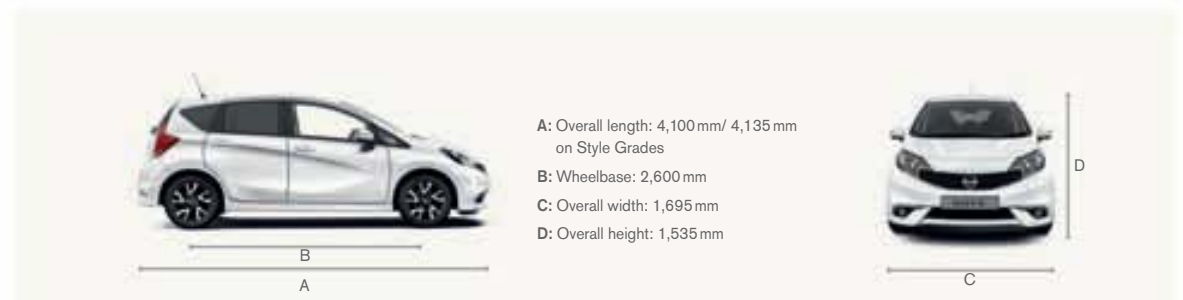 A: Overall length: 4,100 mm/ 4,135 mm
on Style Grades
B: Wheelbase: 2,600 mm
C: Overall width: 1,695 mm
D: Overall height: 1,535 mm
B
A
D
C